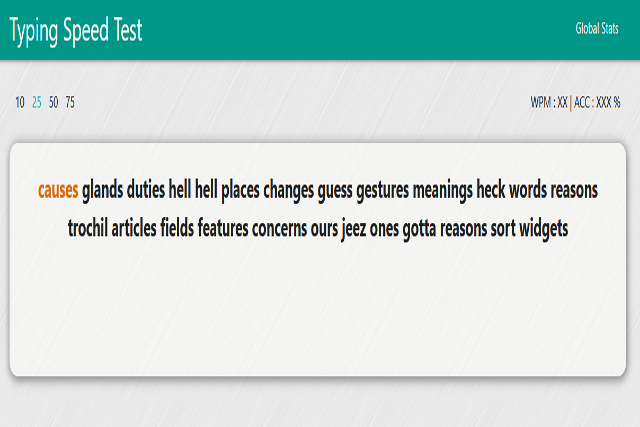 Typing Speed Test
Global Stats
10 25 50 75
WPM : XX | ACC : XXX %
causes glands duties hell hell places changes guess gestures meanings heck words reasons
trochil articles fields features concerns ours jeez ones gotta reasons sort widgets